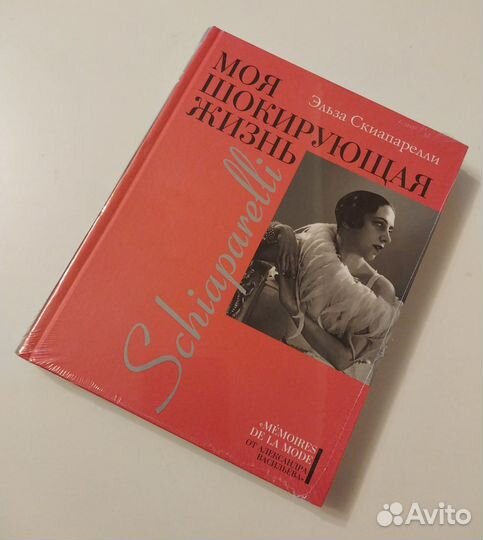 Эльза Скиапарелли
МОЯ
ШОКИРУЮЩАЯ
ЖИЗНЬ
Schiaparelli
«MÉMOIRES
DE LA MODE
ОТ АЛЕКСАНДРА
ВАСИЛЬЕВА»
Avito